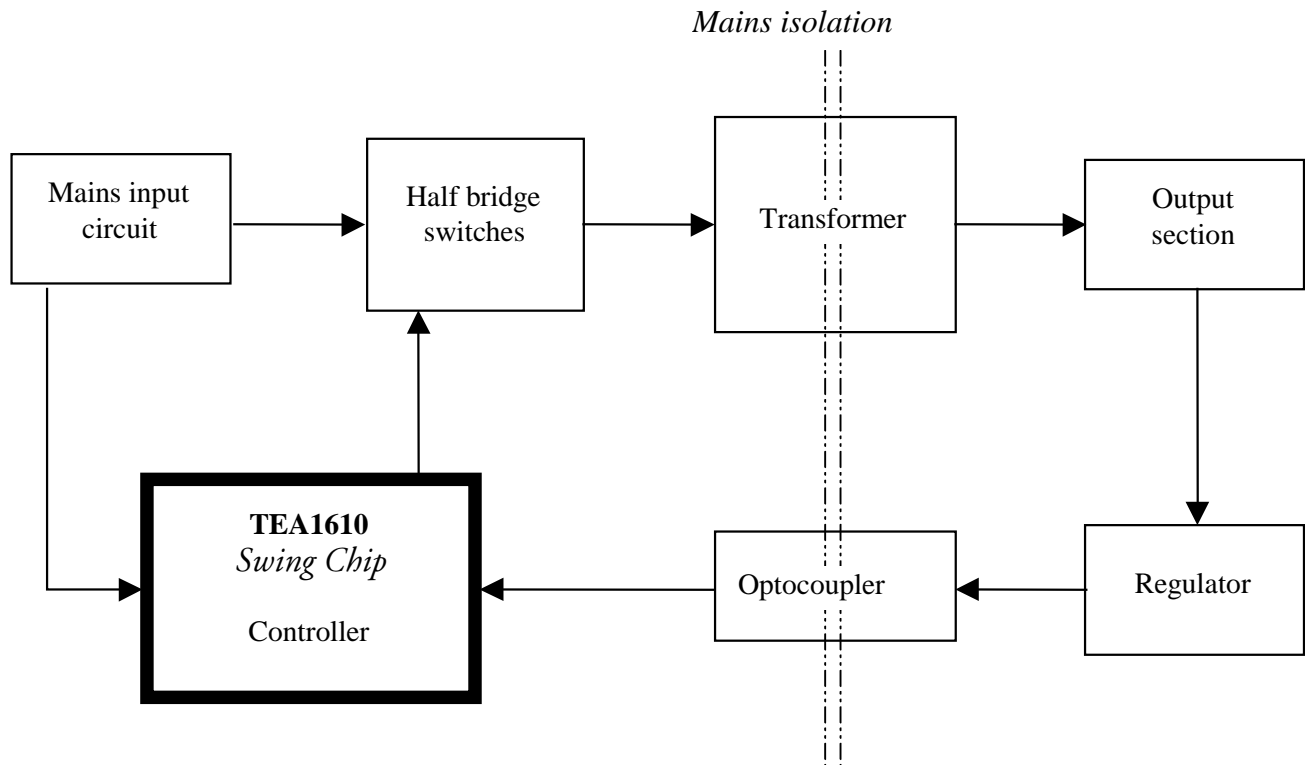 Mains isolation
Mains input
circuit
Half bridge
switches
Transformer
Output
section
TEA1610
Swing Chip
Controller
Optocoupler
Regulator